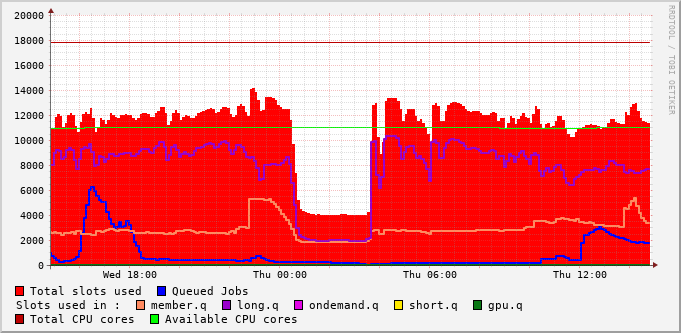 20000
18000
16000
14000
12000
10000
8000
6000
4000
2000
0
Wed 18:00 Thu 00:00 Thu 06:00 Thu 12:00
Total slots used Queued Jobs
Slots used in : member.q long.q ondemand.q short.q gpu.q
Total CPU cores Available CPU cores
RRDTOOL / TOBI OETIKER